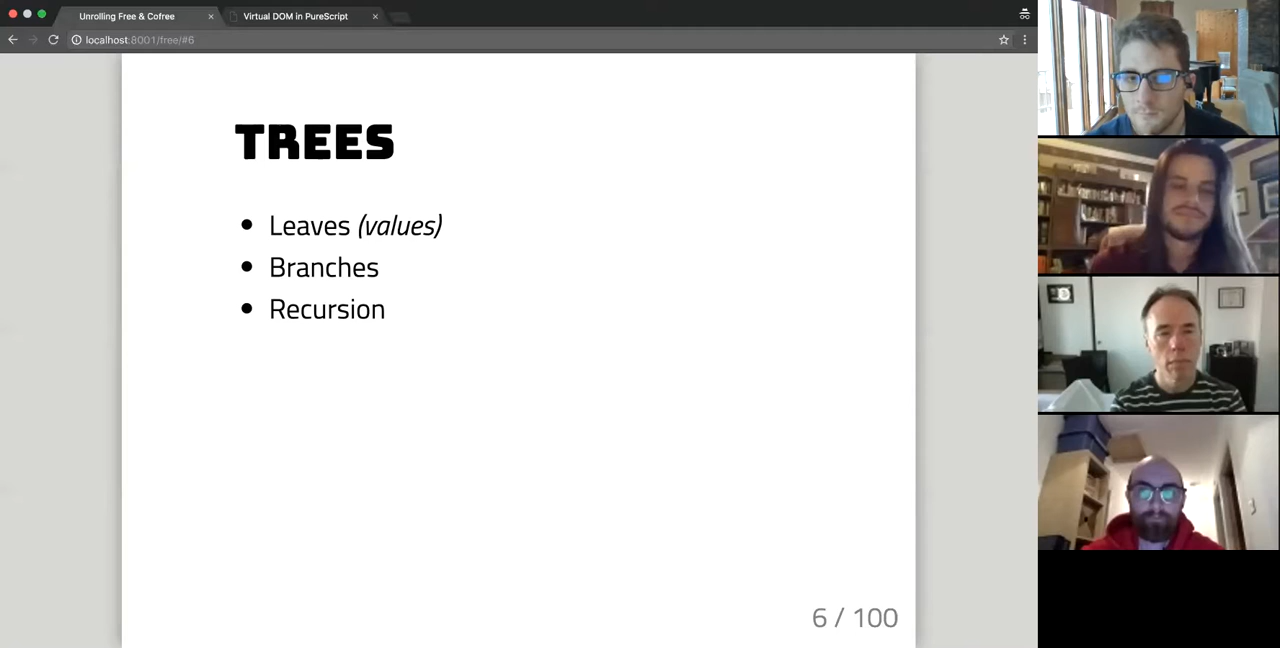 Unrolling Free & Cofree
Virtual DOM in PureScript
localhost:8001/free/#6
TREES
Leaves (values)
Branches
Recursion
6 / 100